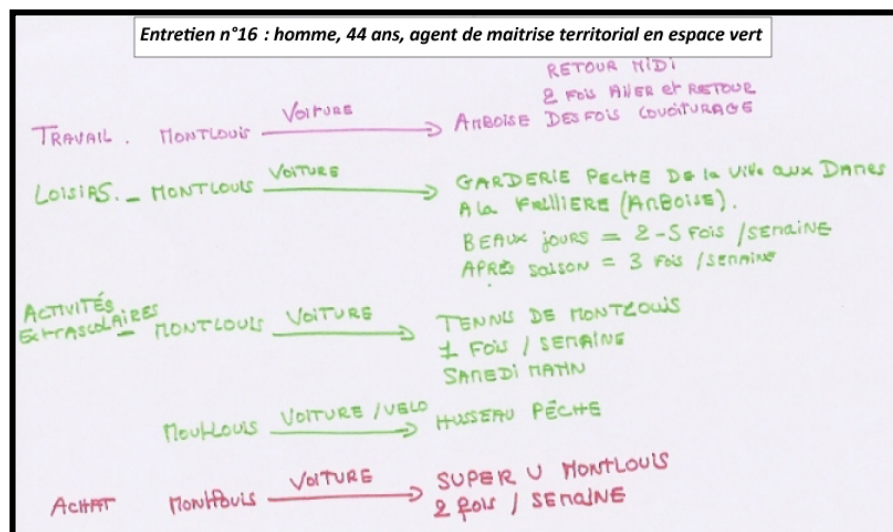 Entretien n°16 : homme, 44 ans, agent de maitrise territorial en espace vert
RETOUR MIDI
2 FOIS ALLER et RETOUR
TRAVAIL . MONTLOUIS VOITURE AMBOISE DES FOIS COVOITURAGE
LOISIRS. _ MONTLOUIS VOITURE GARDERIE PECHE De la Ville aux Dames
A la (AMBOISE).
BEAUX jours = 2-5 Fois / SEMAINE
APRÈS SAISON = 3 FOIS / SEMAINE
ACTIVITÉS
EXTRASCOLAIRES _ MONTLOUIS VOITURE TENNIS DE MONTLOUIS
1 FOIS / SEMAINE
SAMEDI MATIN
MONTLOUIS VOITURE / VELO HUSSEAU PÊCHE
ACHAT MONTLOUIS VOITURE SUPER U MONTLOUIS
2 fois / SEMAINE